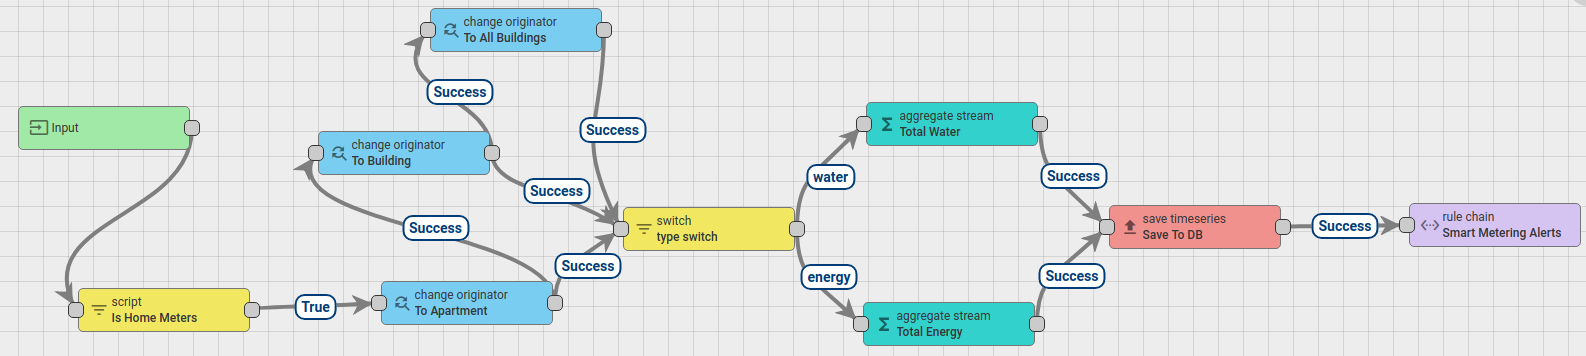 change originator
To All Buildings
Success
Input
Success
change originator
To Building
Success
Success
Success
script
Is Home Meters
True
change originator
To Apartment
switch
type switch
water
energy
aggregate stream
Total Water
aggregate stream
Total Energy
Success
Success
save timeseries
Save To DB
Success
rule chain
Smart Metering Alerts